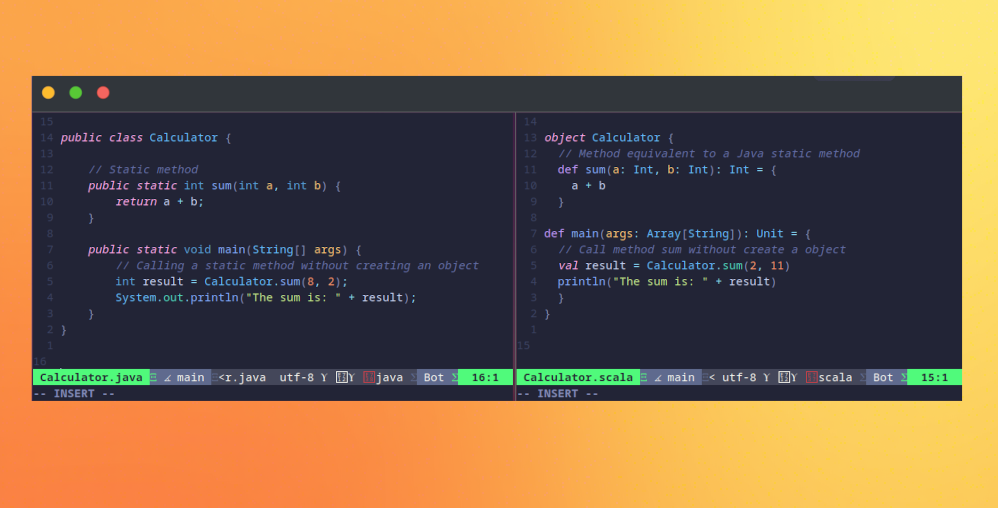 15
14 public class Calculator {
13
12     // Static method
11     public static int sum(int a, int b) {
10         return a + b;
9     }
8
7     public static void main(String[] args) {
6         // Calling a static method without creating an object
5         int result = Calculator.sum(8, 2);
4         System.out.println("The sum is: " + result);
3     }
2 }
1
16
Calculator.java main <r.java utf-8 java Bot 16:1
-- INSERT --
14
13 object Calculator {
12   // Method equivalent to a Java static method
11   def sum(a: Int, b: Int): Int = {
10     a + b
9   }
8
7 def main(args: Array[String]): Unit = {
6   // Call method sum without create a object
5   val result = Calculator.sum(2, 11)
4   println("The sum is: " + result)
3   }
2 }
1
15
Calculator.scala main < utf-8 scala Bot 15:1
-- INSERT --